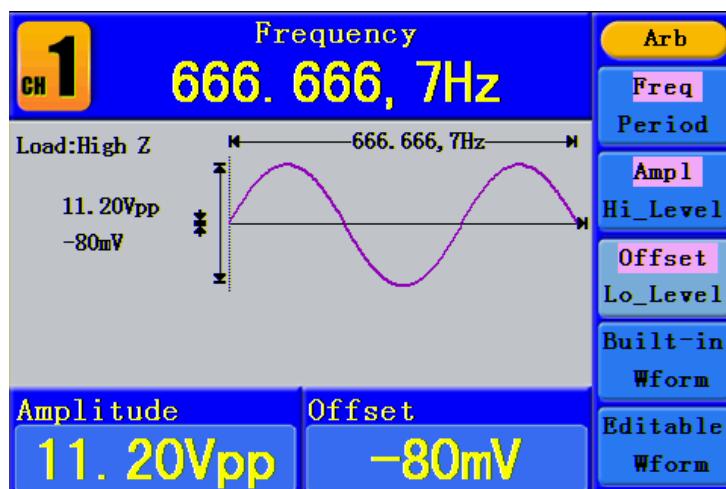 CH 1
Frequency
666.666,7Hz
Load:High Z
666.666,7Hz
11.20Vpp
-80mV
Amplitude
11.20Vpp
Offset
-80mV
Arb
Freq
Period
Ampl
Hi_Level
Offset
Lo_Level
Built-in
Wform
Editable
Wform